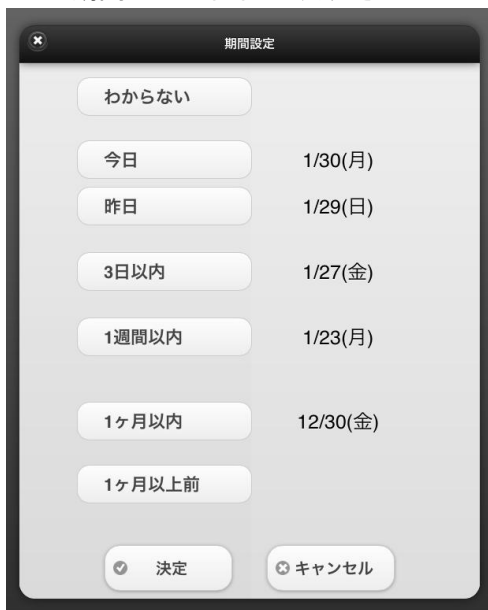 期間設定
わからない
今日 1/30(月)
昨日 1/29(日)
3日以内 1/27(金)
1週間以内 1/23(月)
1ヶ月以内 12/30(金)
1ヶ月以上前
決定 キャンセル